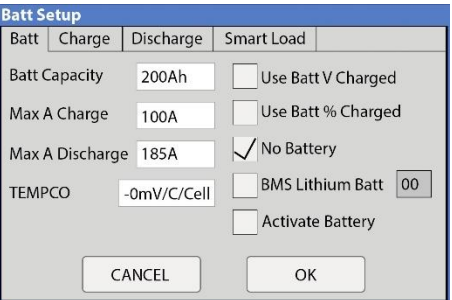 Batt Setup
Batt Charge Discharge Smart Load
Batt Capacity 200Ah Use Batt V Charged
Max A Charge 100A Use Batt % Charged
Max A Discharge 185A No Battery
TEMPCO -0mV/C/Cell BMS Lithium Batt 00
Activate Battery
CANCEL OK